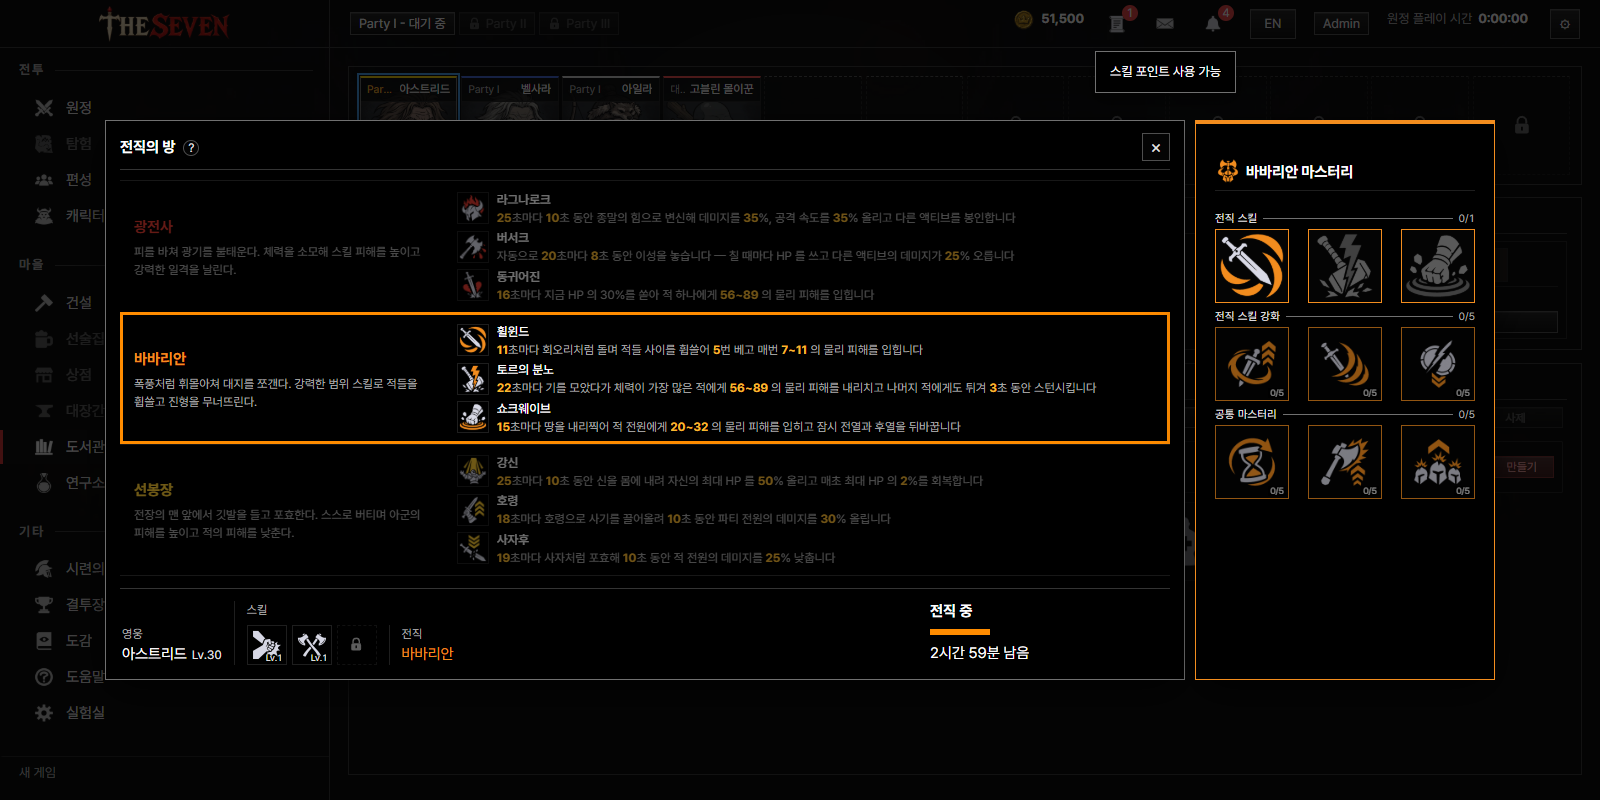 THE SEVEN
Party I - 대기 중
Party II
Party III
51,500
1
4
EN
Admin
원정 플레이 시간 0:00:00
스킬 포인트 사용 가능
전투
원정
탐험
편성
캐릭터
마을
건설
선술집
상점
대장간
도서관
연구소
기타
시련의
결투장
도감
도움말
실험실
새 게임
Par... 아스트리드
Party I 벨사라
Party I 아일라
대.. 고블린 몰이꾼
전직의 방 ?
광전사
피를 바쳐 광기를 불태운다. 체력을 소모해 스킬 피해를 높이고
강력한 일격을 날린다.
라그나로크
25초마다 10초 동안 종말의 힘으로 변신해 데미지를 35%, 공격 속도를 35% 올리고 다른 액티브를 봉인합니다
버서크
자동으로 20초마다 8초 동안 이성을 놓습니다 — 칠 때마다 HP 를 쓰고 다른 액티브의 데미지가 25% 오릅니다
동귀어진
16초마다 지금 HP 의 30%를 쏟아 적 하나에게 56~89 의 물리 피해를 입힙니다
바바리안
폭풍처럼 휘몰아쳐 대지를 쪼갠다. 강력한 범위 스킬로 적들을
휩쓸고 진형을 무너뜨린다.
휠윈드
11초마다 회오리처럼 돌며 적들 사이를 휩쓸어 5번 베고 매번 7~11 의 물리 피해를 입힙니다
토르의 분노
22초마다 기를 모았다가 체력이 가장 많은 적에게 56~89 의 물리 피해를 내리치고 나머지 적에게도 튀겨 3초 동안 스턴시킵니다
쇼크웨이브
15초마다 땅을 내리찍어 적 전원에게 20~32 의 물리 피해를 입히고 잠시 전열과 후열을 뒤바꿉니다
선봉장
전장의 맨 앞에서 깃발을 들고 포효한다. 스스로 버티며 아군의
피해를 높이고 적의 피해를 낮춘다.
강신
25초마다 10초 동안 신을 몸에 내려 자신의 최대 HP 를 50% 올리고 매초 최대 HP 의 2%를 회복합니다
호령
18초마다 호령으로 사기를 끌어올려 10초 동안 파티 전원의 데미지를 30% 올립니다
사자후
19초마다 사자처럼 포효해 10초 동안 적 전원의 데미지를 25% 낮춥니다
영웅
아스트리드 Lv.30
스킬
Lv.1
Lv.1
전직
바바리안
전직 중
2시간 59분 남음
바바리안 마스터리
전직 스킬 0/1
전직 스킬 강화 0/5
0/5
0/5
0/5
공통 마스터리 0/5
0/5
0/5
0/5
삭제
만들기